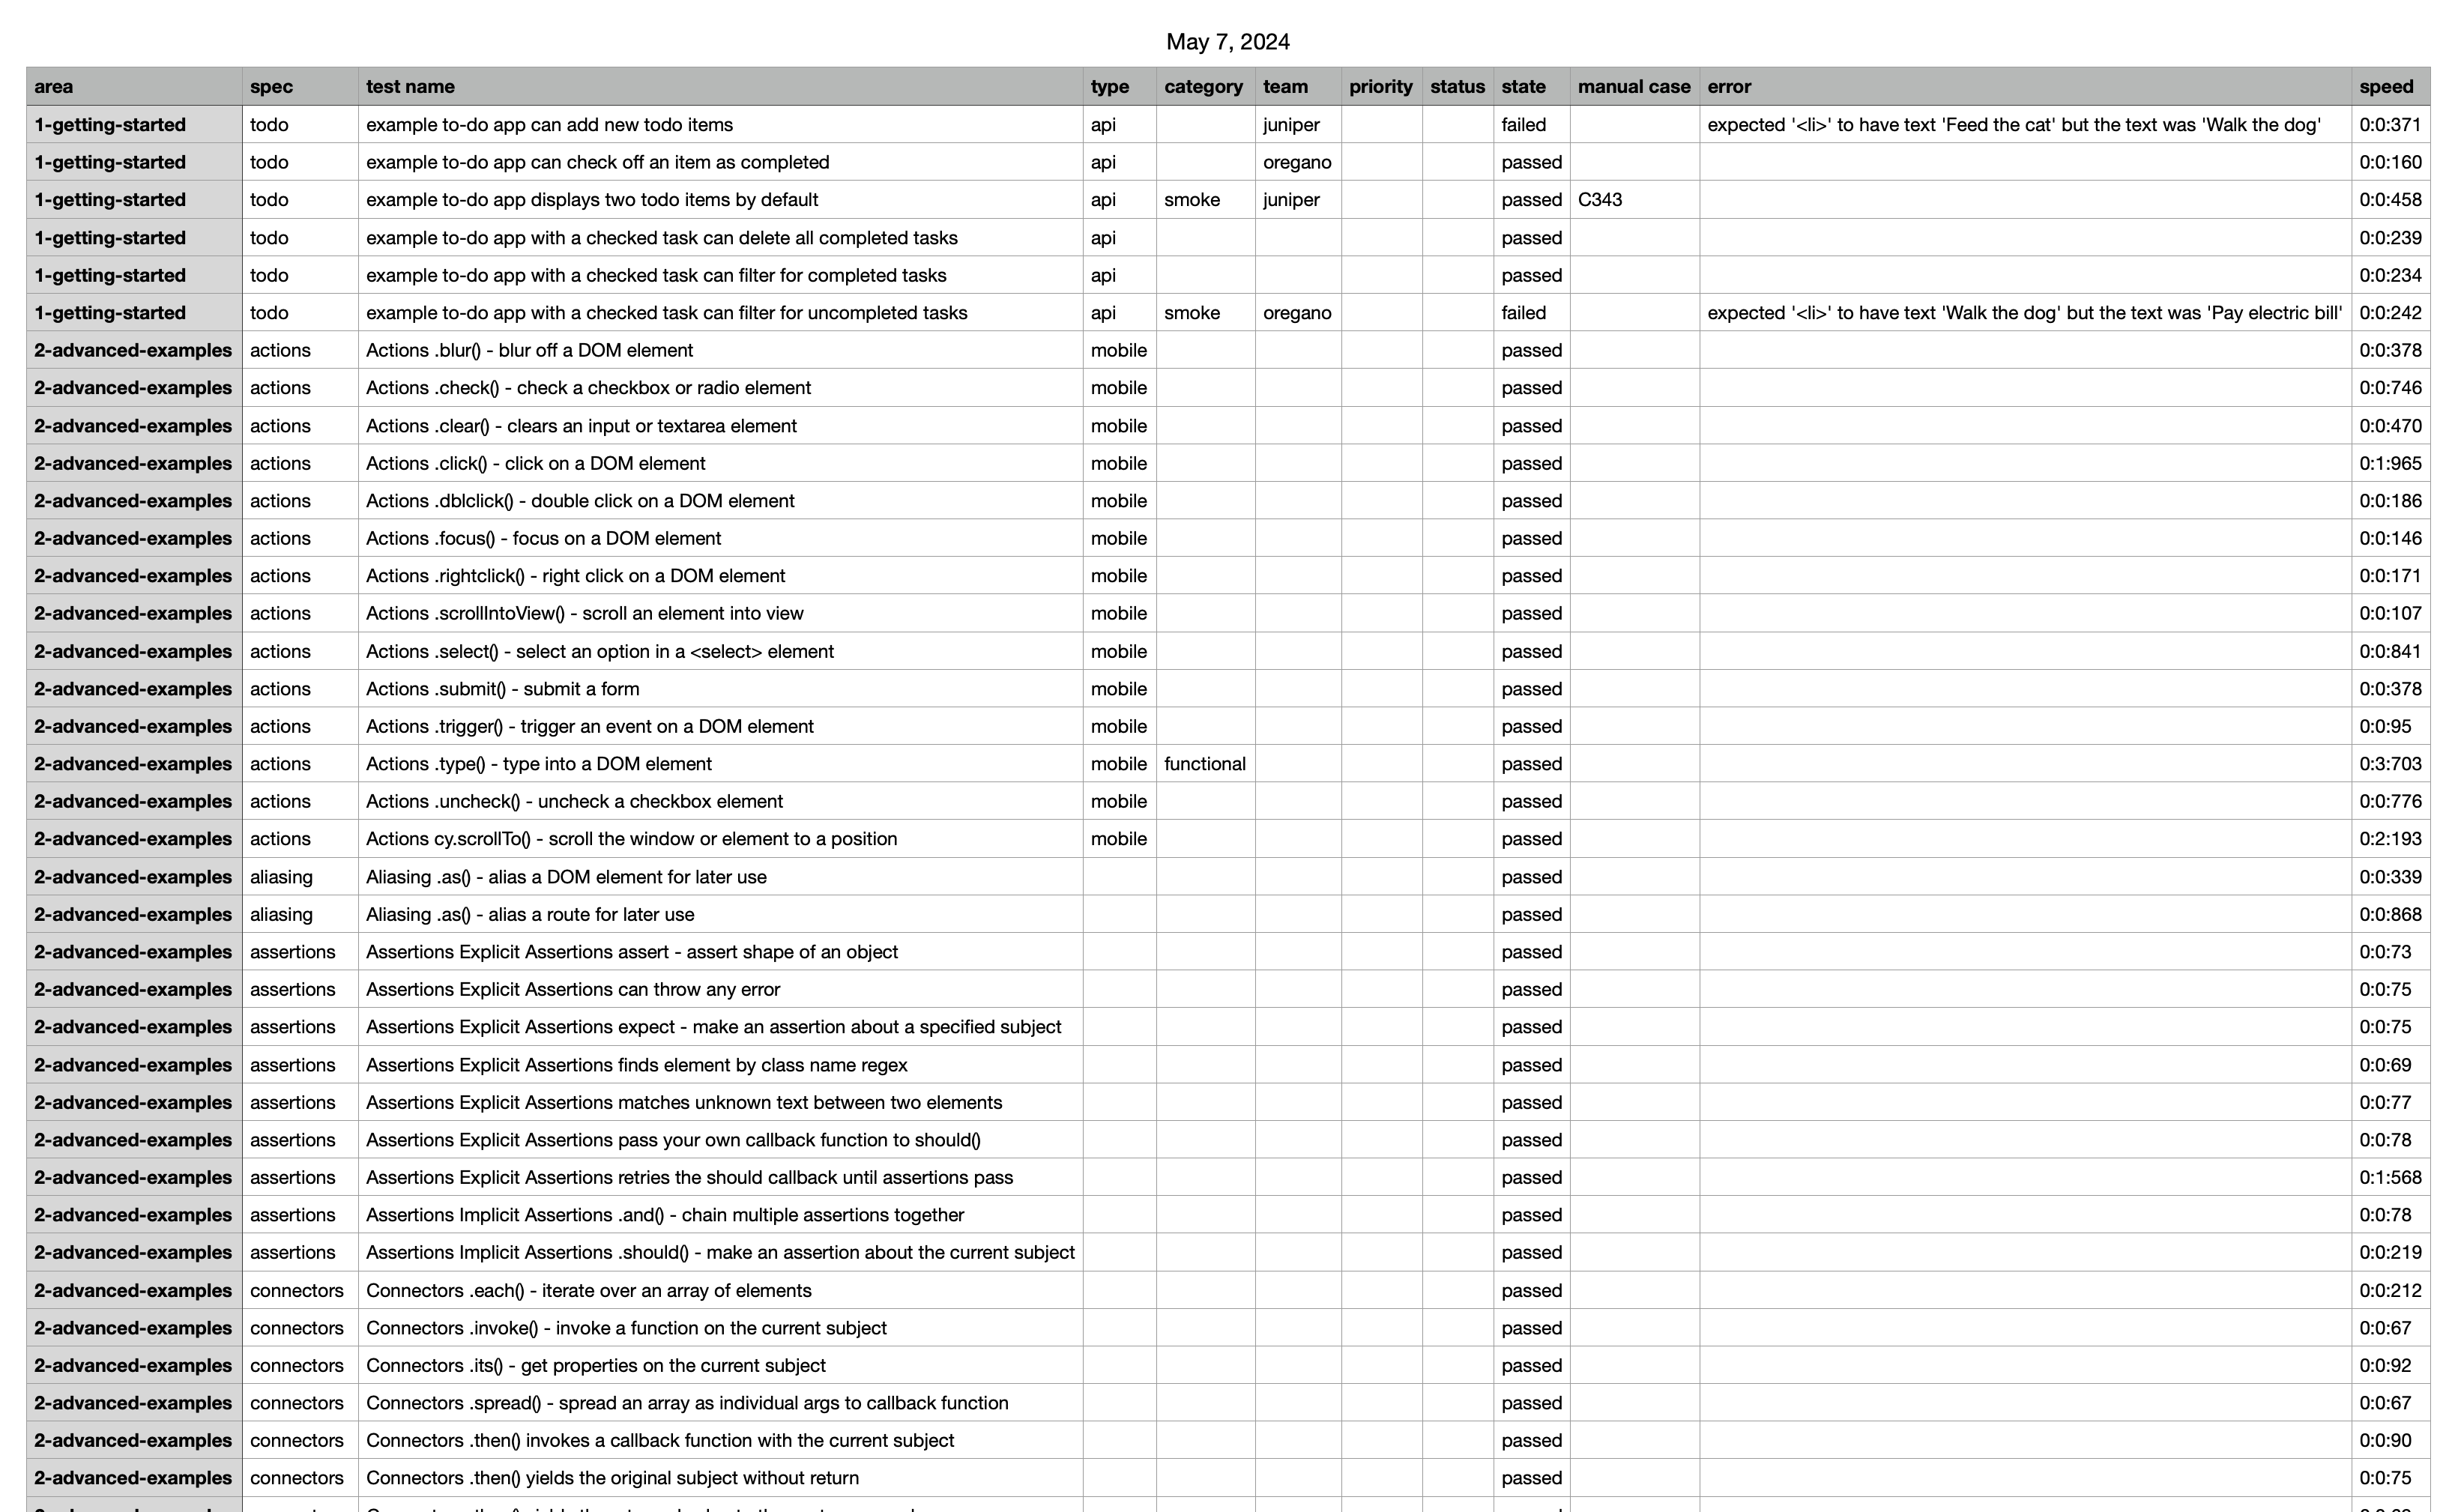 May 7, 2024
area spec test name type category team priority status state manual case error speed
1-getting-started todo example to-do app can add new todo items api juniper failed expected '<li>' to have text 'Feed the cat' but the text was 'Walk the dog' 0:0:371
1-getting-started todo example to-do app can check off an item as completed api oregano passed 0:0:160
1-getting-started todo example to-do app displays two todo items by default api smoke juniper passed C343 0:0:458
1-getting-started todo example to-do app with a checked task can delete all completed tasks api passed 0:0:239
1-getting-started todo example to-do app with a checked task can filter for completed tasks api passed 0:0:234
1-getting-started todo example to-do app with a checked task can filter for uncompleted tasks api smoke oregano failed expected '<li>' to have text 'Walk the dog' but the text was 'Pay electric bill' 0:0:242
2-advanced-examples actions Actions .blur() - blur off a DOM element mobile passed 0:0:378
2-advanced-examples actions Actions .check() - check a checkbox or radio element mobile passed 0:0:746
2-advanced-examples actions Actions .clear() - clears an input or textarea element mobile passed 0:0:470
2-advanced-examples actions Actions .click() - click on a DOM element mobile passed 0:1:965
2-advanced-examples actions Actions .dblclick() - double click on a DOM element mobile passed 0:0:186
2-advanced-examples actions Actions .focus() - focus on a DOM element mobile passed 0:0:146
2-advanced-examples actions Actions .rightclick() - right click on a DOM element mobile passed 0:0:171
2-advanced-examples actions Actions .scrollIntoView() - scroll an element into view mobile passed 0:0:107
2-advanced-examples actions Actions .select() - select an option in a <select> element mobile passed 0:0:841
2-advanced-examples actions Actions .submit() - submit a form mobile passed 0:0:378
2-advanced-examples actions Actions .trigger() - trigger an event on a DOM element mobile passed 0:0:95
2-advanced-examples actions Actions .type() - type into a DOM element mobile functional passed 0:3:703
2-advanced-examples actions Actions .uncheck() - uncheck a checkbox element mobile passed 0:0:776
2-advanced-examples actions Actions cy.scrollTo() - scroll the window or element to a position mobile passed 0:2:193
2-advanced-examples aliasing Aliasing .as() - alias a DOM element for later use passed 0:0:339
2-advanced-examples aliasing Aliasing .as() - alias a route for later use passed 0:0:868
2-advanced-examples assertions Assertions Explicit Assertions assert - assert shape of an object passed 0:0:73
2-advanced-examples assertions Assertions Explicit Assertions can throw any error passed 0:0:75
2-advanced-examples assertions Assertions Explicit Assertions expect - make an assertion about a specified subject passed 0:0:75
2-advanced-examples assertions Assertions Explicit Assertions finds element by class name regex passed 0:0:69
2-advanced-examples assertions Assertions Explicit Assertions matches unknown text between two elements passed 0:0:77
2-advanced-examples assertions Assertions Explicit Assertions pass your own callback function to should() passed 0:0:78
2-advanced-examples assertions Assertions Explicit Assertions retries the should callback until assertions pass passed 0:1:568
2-advanced-examples assertions Assertions Implicit Assertions .and() - chain multiple assertions together passed 0:0:78
2-advanced-examples assertions Assertions Implicit Assertions .should() - make an assertion about the current subject passed 0:0:219
2-advanced-examples connectors Connectors .each() - iterate over an array of elements passed 0:0:212
2-advanced-examples connectors Connectors .invoke() - invoke a function on the current subject passed 0:0:67
2-advanced-examples connectors Connectors .its() - get properties on the current subject passed 0:0:92
2-advanced-examples connectors Connectors .spread() - spread an array as individual args to callback function passed 0:0:67
2-advanced-examples connectors Connectors .then() invokes a callback function with the current subject passed 0:0:90
2-advanced-examples connectors Connectors .then() yields the original subject without return passed 0:0:75